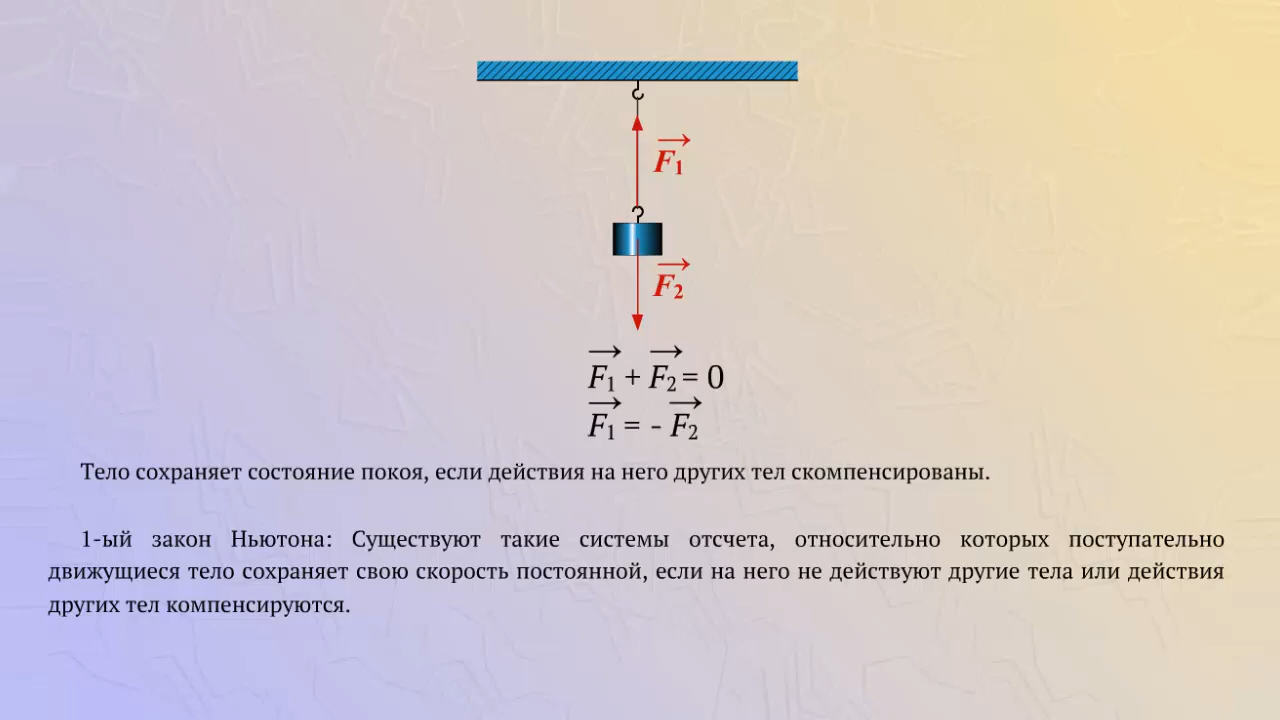 F₁
F₂
F₁ + F₂ = 0
F₁ = - F₂
Тело сохраняет состояние покоя, если действия на него других тел скомпенсированы.
1-ый закон Ньютона: Существуют такие системы отсчета, относительно которых поступательно
движущиеся тело сохраняет свою скорость постоянной, если на него не действуют другие тела или действия
других тел компенсируются.